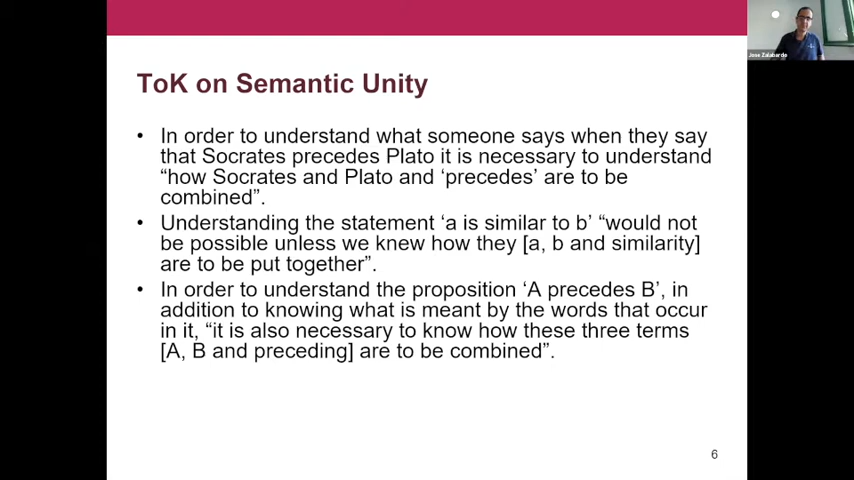 Jose Zalabardo
ToK on Semantic Unity
• In order to understand what someone says when they say
that Socrates precedes Plato it is necessary to understand
“how Socrates and Plato and ‘precedes’ are to be
combined”.
• Understanding the statement ‘a is similar to b’ “would not
be possible unless we knew how they [a, b and similarity]
are to be put together”.
• In order to understand the proposition ‘A precedes B’, in
addition to knowing what is meant by the words that occur
in it, “it is also necessary to know how these three terms
[A, B and preceding] are to be combined”.
6